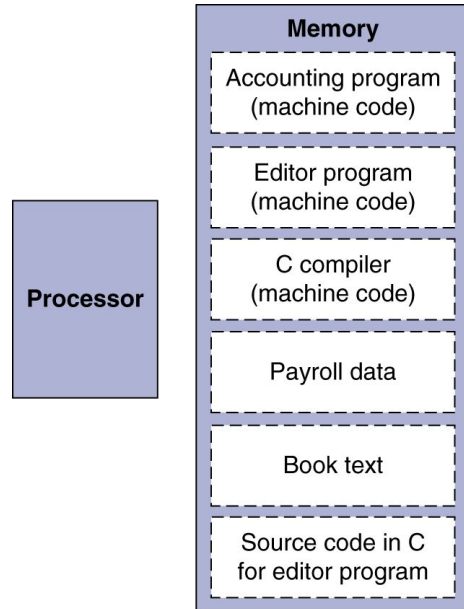 Memory
Accounting program
(machine code)
Editor program
(machine code)
C compiler
(machine code)
Processor
Payroll data
Book text
Source code in C
for editor program